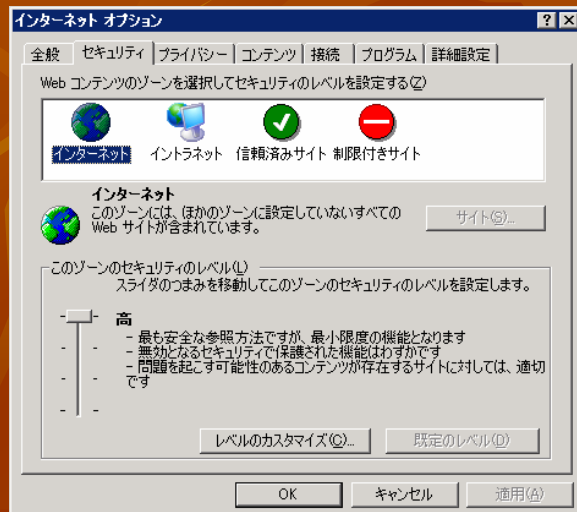 インターネット オプション
全般 セキュリティ プライバシー コンテンツ 接続 プログラム 詳細設定
Web コンテンツのゾーンを選択してセキュリティのレベルを設定する(Z)
インターネット イントラネット 信頼済みサイト 制限付きサイト
インターネット
このゾーンには、ほかのゾーンに設定していないすべての
Web サイトが含まれています。
サイト(S)...
このゾーンのセキュリティのレベル(L)
スライダのつまみを移動してこのゾーンのセキュリティのレベルを設定します。
高
- 最も安全な参照方法ですが、最小限度の機能となります
- 無効となるセキュリティで保護された機能はわずかです
- 問題を起こす可能性のあるコンテンツが存在するサイトに対しては、適切
です
レベルのカスタマイズ(C)... 既定のレベル(D)
OK キャンセル 適用(A)